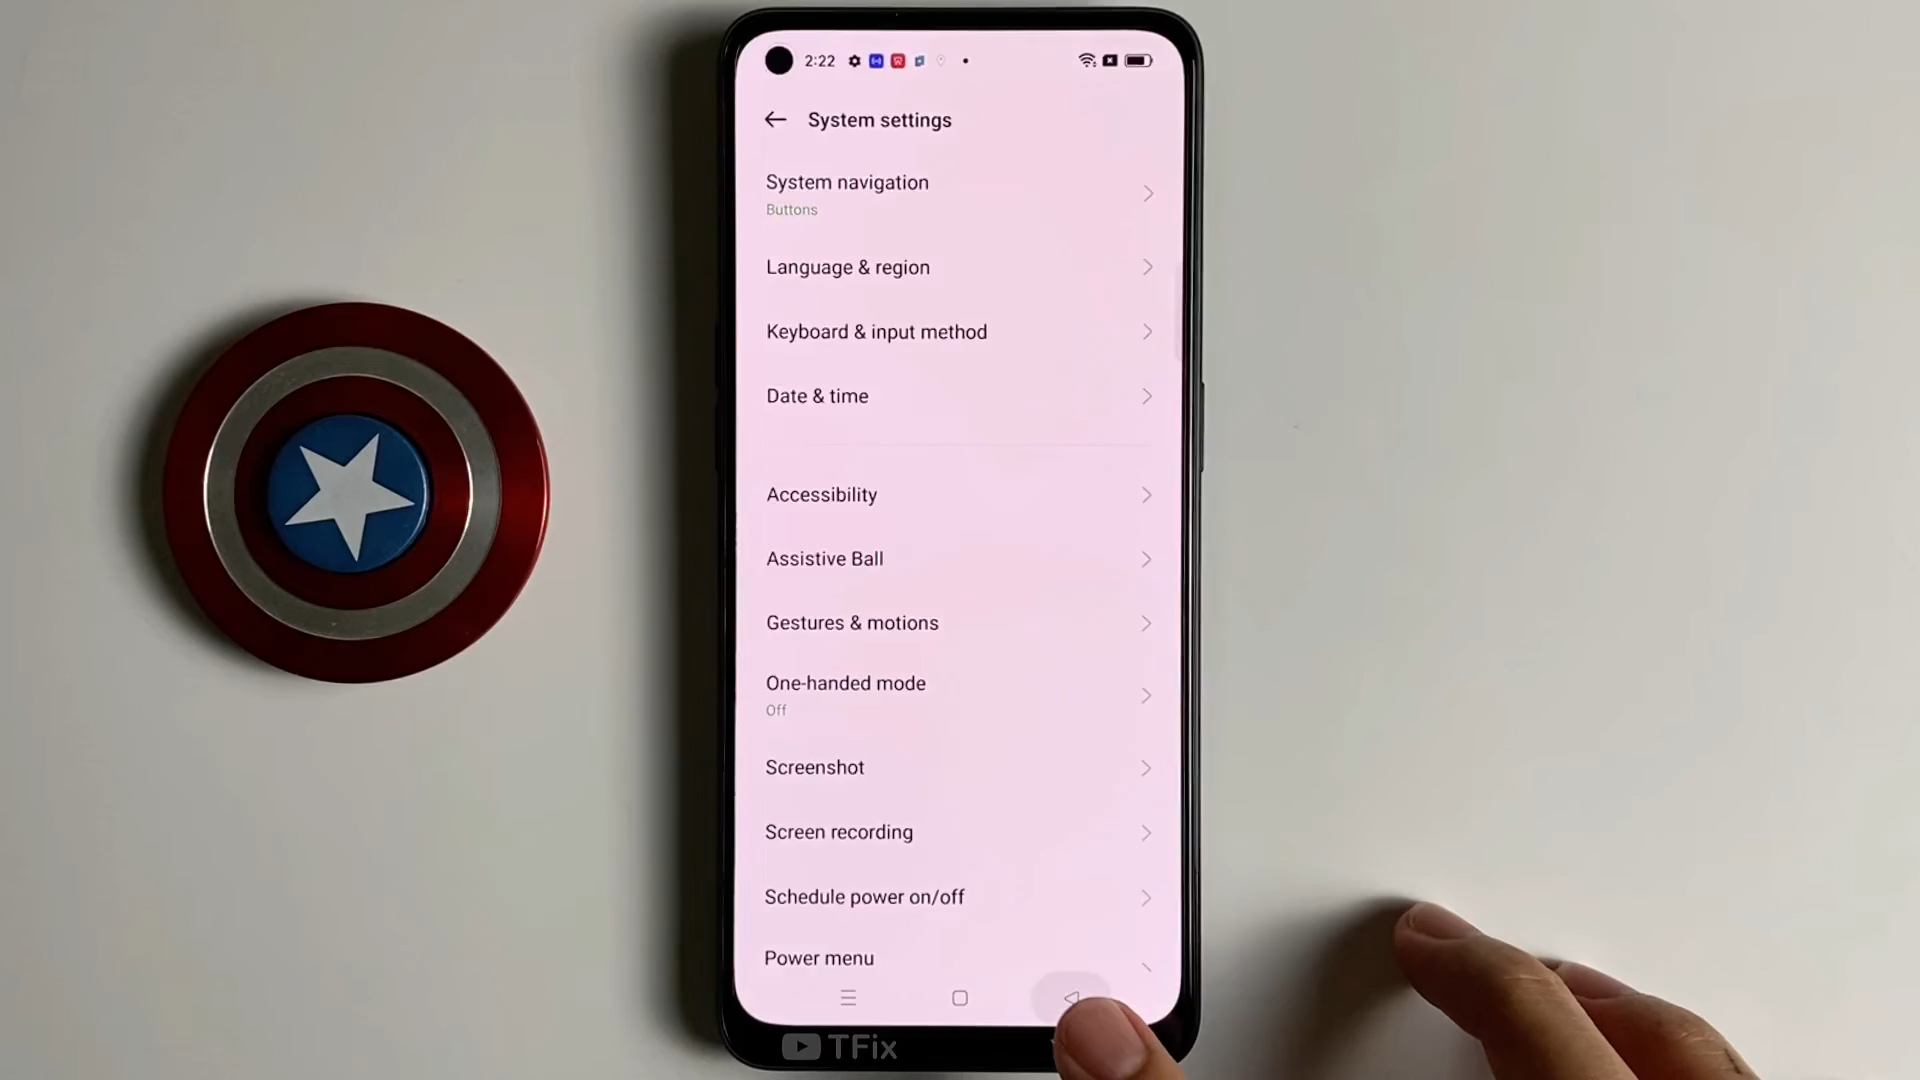 2:22
System settings
System navigation
Buttons
Language & region
Keyboard & input method
Date & time
Accessibility
Assistive Ball
Gestures & motions
One-handed mode
Off
Screenshot
Screen recording
Schedule power on/off
Power menu
TFix